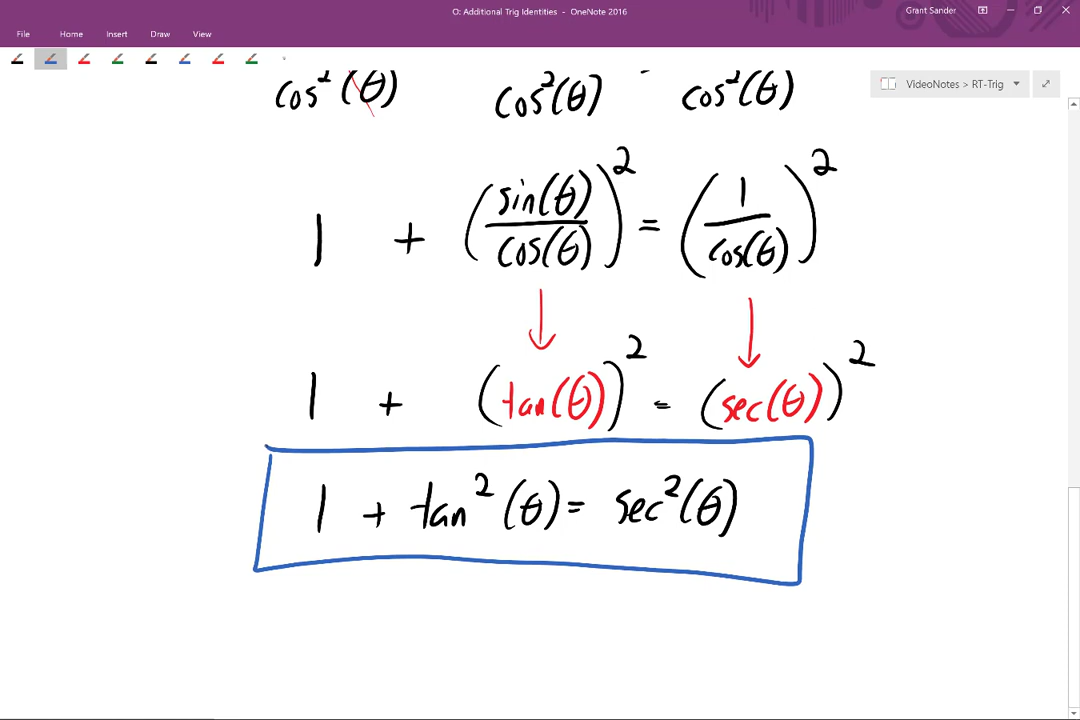 O: Additional Trig Identities - OneNote 2016
Grant Sander
File Home Insert Draw View
VideoNotes > RT-Trig
cos²(θ) cos²(θ) cos²(θ)
1 + (sin(θ)/cos(θ))² = (1/cos(θ))²
1 + (tan(θ))² = (sec(θ))²
1 + tan²(θ) = sec²(θ)